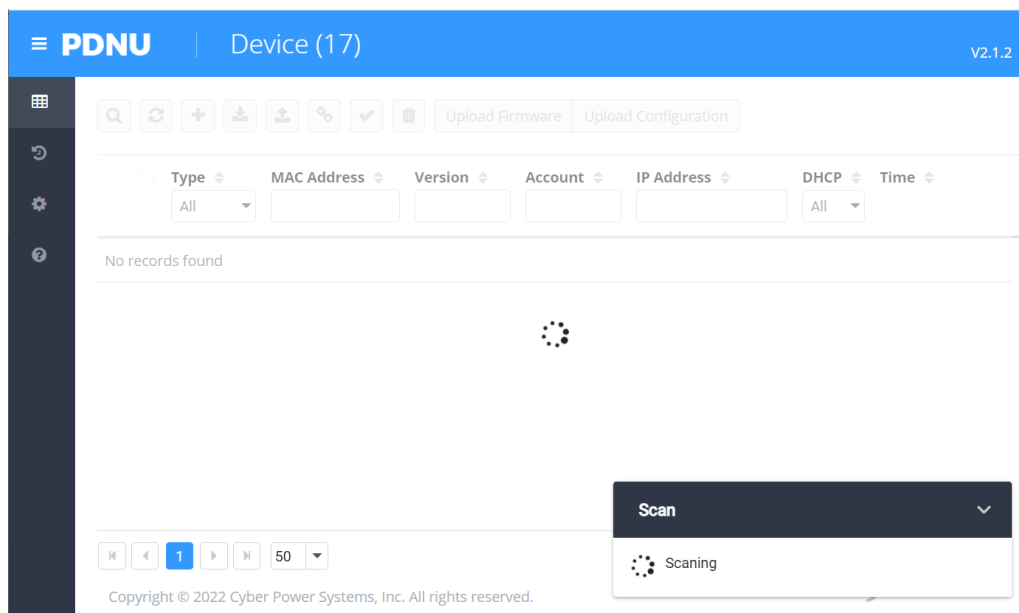 PDNU
Device (17)
V2.1.2
Upload Firmware Upload Configuration
Type MAC Address Version Account IP Address DHCP Time
All All
No records found
Scan
Scaning
1 50
Copyright © 2022 Cyber Power Systems, Inc. All rights reserved.